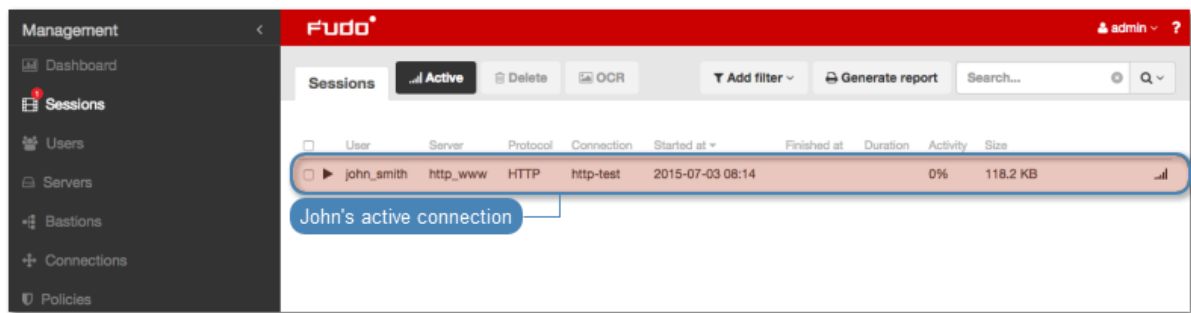 Management <
FUDO
admin ?
Dashboard
Sessions
1
Users
Servers
Bastions
Connections
Policies
Sessions Active Delete OCR Add filter Generate report Search...
User Server Protocol Connection Started at Finished at Duration Activity Size
john_smith http_www HTTP http-test 2015-07-03 08:14 0% 118.2 KB
John's active connection